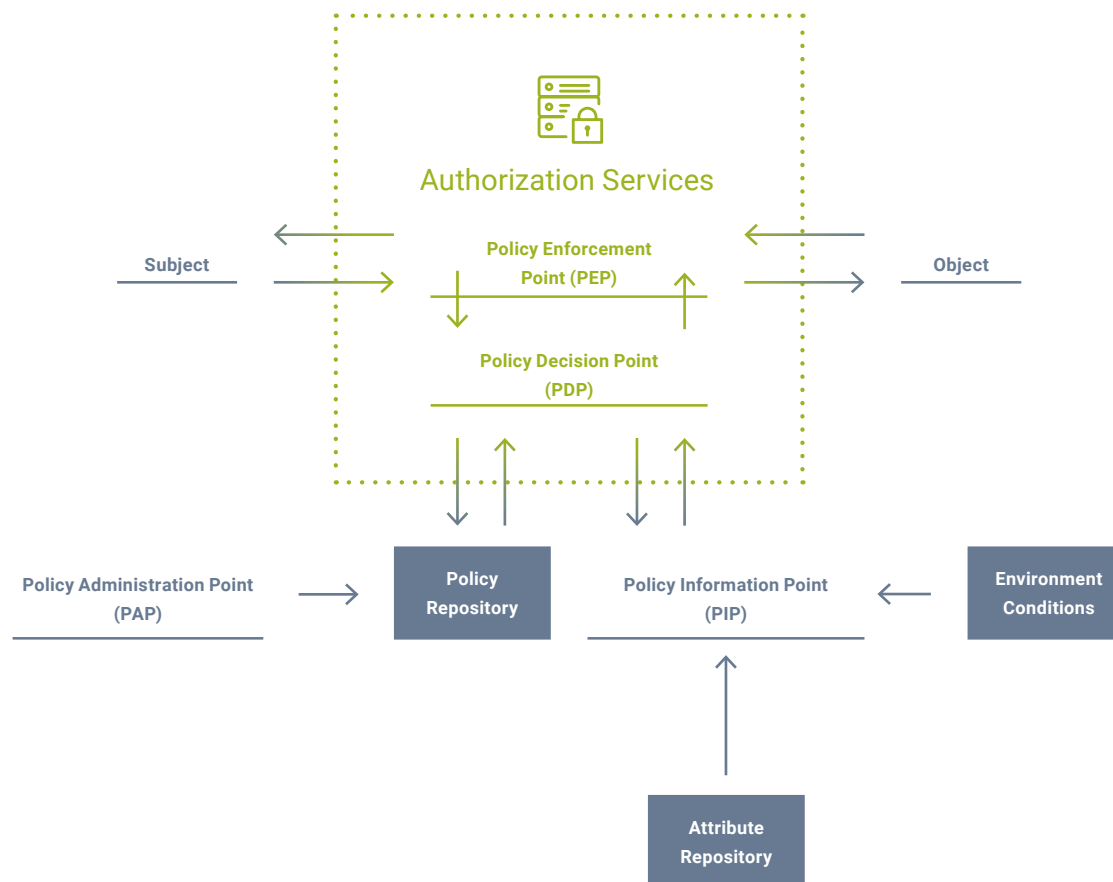 Authorization Services
Subject
Policy Enforcement
Point (PEP)
Object
Policy Decision Point
(PDP)
Policy Administration Point
(PAP)
Policy
Repository
Policy Information Point
(PIP)
Environment
Conditions
Attribute
Repository